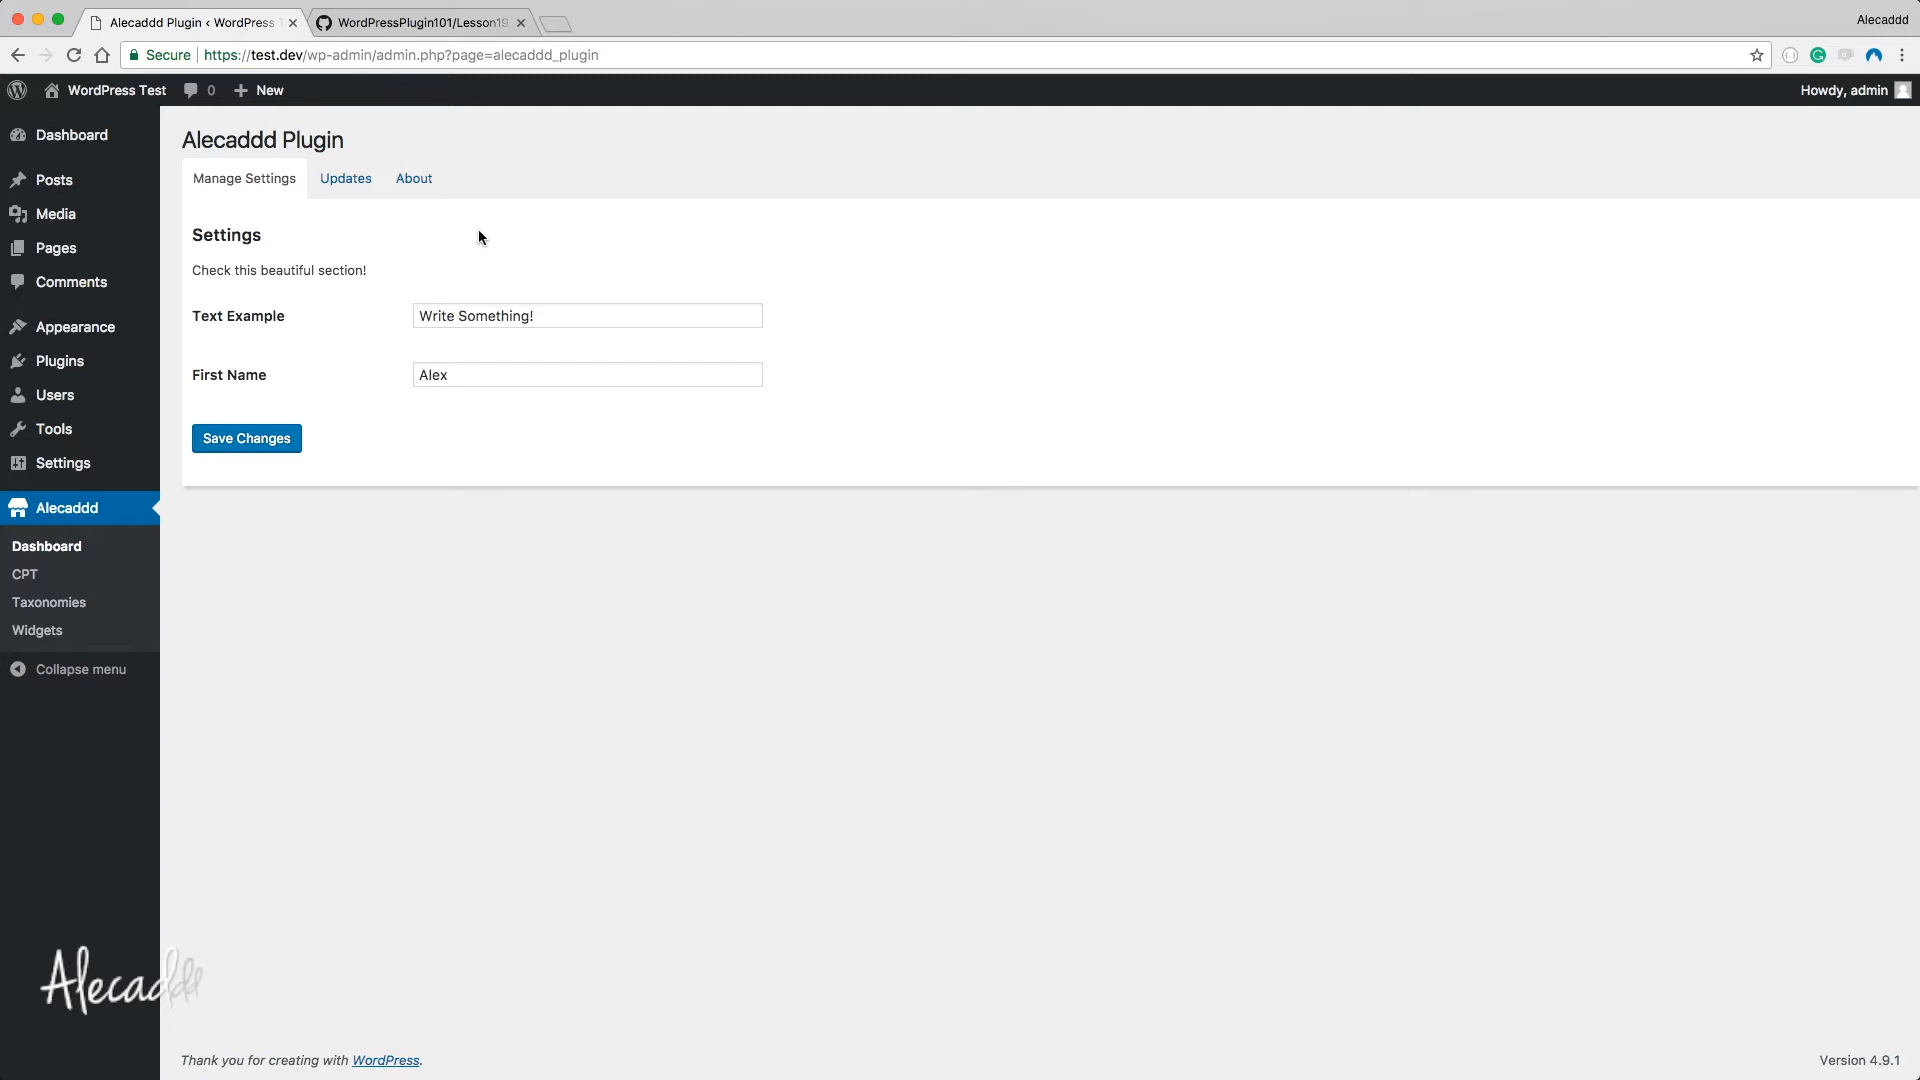 Alecaddd Plugin ‹ WordPress T
WordPressPlugin101/Lesson19
Alecaddd
Secure
https://test.dev/wp-admin/admin.php?page=alecaddd_plugin
WordPress Test
0
New
Howdy, admin
Dashboard
Posts
Media
Pages
Comments
Appearance
Plugins
Users
Tools
Settings
Alecaddd
Dashboard
CPT
Taxonomies
Widgets
Collapse menu
Alecaddd Plugin
Manage Settings
Updates
About
Settings
Check this beautiful section!
Text Example
Write Something!
First Name
Alex
Save Changes
Alecaddd
Thank you for creating with WordPress.
Version 4.9.1